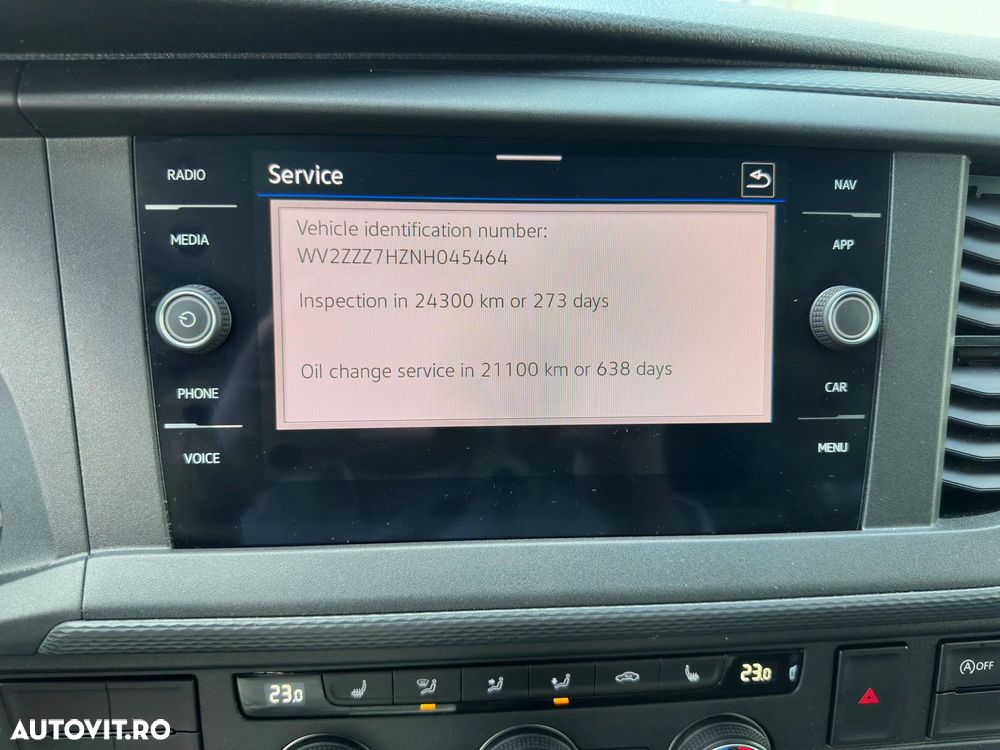 RADIO
MEDIA
PHONE
VOICE
Service
Vehicle identification number:
WV2ZZZ7HZNH045464
Inspection in 24300 km or 273 days
Oil change service in 21100 km or 638 days
NAV
APP
CAR
MENU
23.0
23.0
A OFF
AUTOVIT.RO